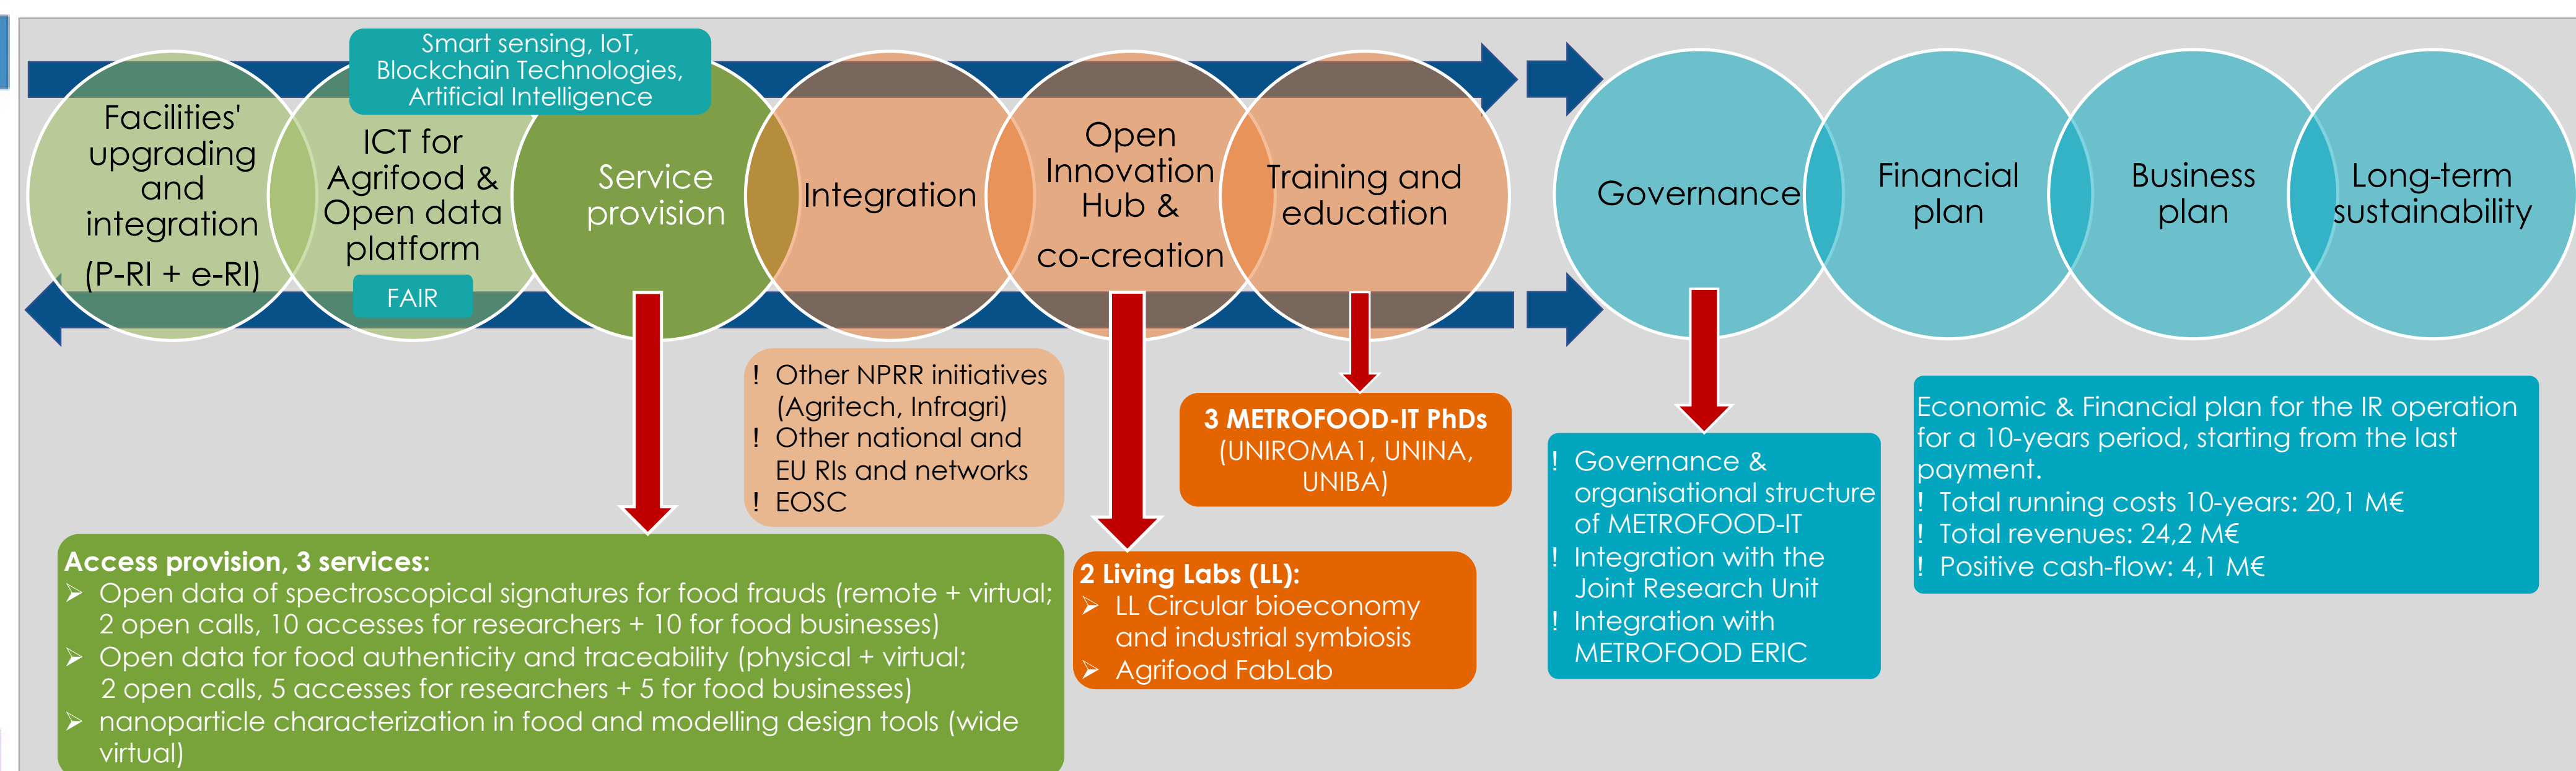 Smart sensing, IoT,
Blockchain Technologies,
Artificial Intelligence
Facilities'
upgrading
and
integration
(P-RI + e-RI)
ICT for
Agrifood &
Open data
platform
FAIR
Service
provision
Integration
Open
Innovation
Hub &
co-creation
Training and
education
Governance
Financial
plan
Business
plan
Long-term
sustainability
! Other NPRR initiatives
(Agritech, Infragri)
! Other national and
EU RIs and networks
! EOSC
3 METROFOOD-IT PhDs
(UNIROMA1, UNINA,
UNIBA)
! Governance &
organisational structure
of METROFOOD-IT
! Integration with the
Joint Research Unit
! Integration with
METROFOOD ERIC
Economic & Financial plan for the IR operation
for a 10-years period, starting from the last
payment.
! Total running costs 10-years: 20,1 M€
! Total revenues: 24,2 M€
! Positive cash-flow: 4,1 M€
Access provision, 3 services:
➢ Open data of spectroscopical signatures for food frauds (remote + virtual;
2 open calls, 10 accesses for researchers + 10 for food businesses)
➢ Open data for food authenticity and traceability (physical + virtual;
2 open calls, 5 accesses for researchers + 5 for food businesses)
➢ nanoparticle characterization in food and modelling design tools (wide
virtual)
2 Living Labs (LL):
➢ LL Circular bioeconomy
and industrial symbiosis
➢ Agrifood FabLab